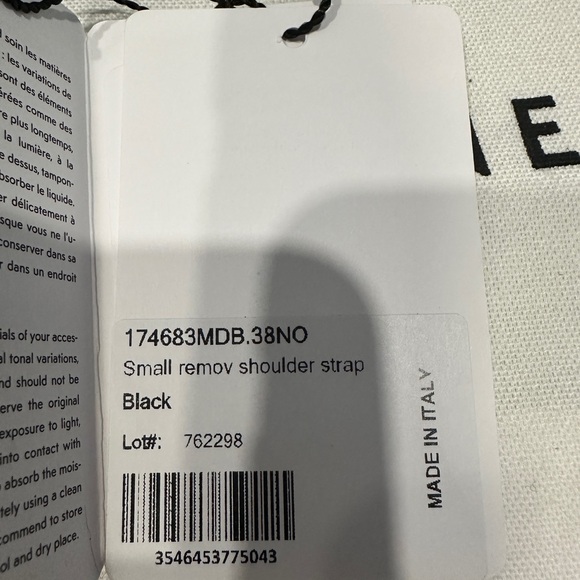 soin les matières
: les variations de
sont des éléments
érées comme des
re plus longtemps,
la lumière, à la
e dessus, tampon-
bsorber le liquide.
er délicatement à
sque vous ne l'u-
conserver dans sa
r dans un endroit
ials of your acces-
al tonal variations,
nd should not be
erve the original
exposure to light,
into contact with
absorb the mois-
tely using a clean
commend to store
ol and dry place.
174683MDB.38NO
Small remov shoulder strap
Black
Lot#: 762298
3546453775043
MADE IN ITALY
E